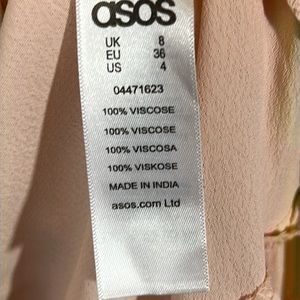 asos
UK 8
EU 36
US 4
04471623
100% VISCOSE
100% VISCOSE
100% VISCOSA
100% VISKOSE
MADE IN INDIA
asos.com Ltd